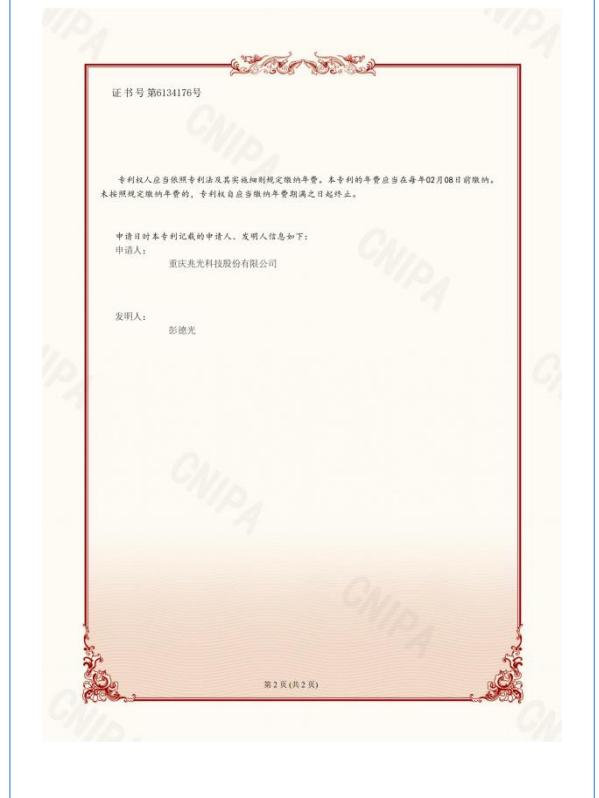 证书号第6134176号
专利权人应当依照专利法及其实施细则规定缴纳年费。本专利的年费应当在每年02月08日前缴纳。
未按照规定缴纳年费的，专利权自应当缴纳年费期满之日起终止。
申请日时本专利记载的申请人、发明人信息如下：
申请人：
重庆兆光科技股份有限公司
发明人：
彭德光
第 2 页 (共 2 页)
CNIPA
CNIPA
CNIPA
CNIPA